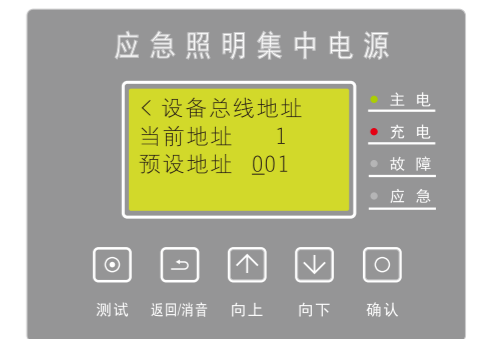 应急照明集中电源
< 设备总线地址
当前地址 1
预设地址 001
主电
充电
故障
应急
测试 返回/消音 向上 向下 确认